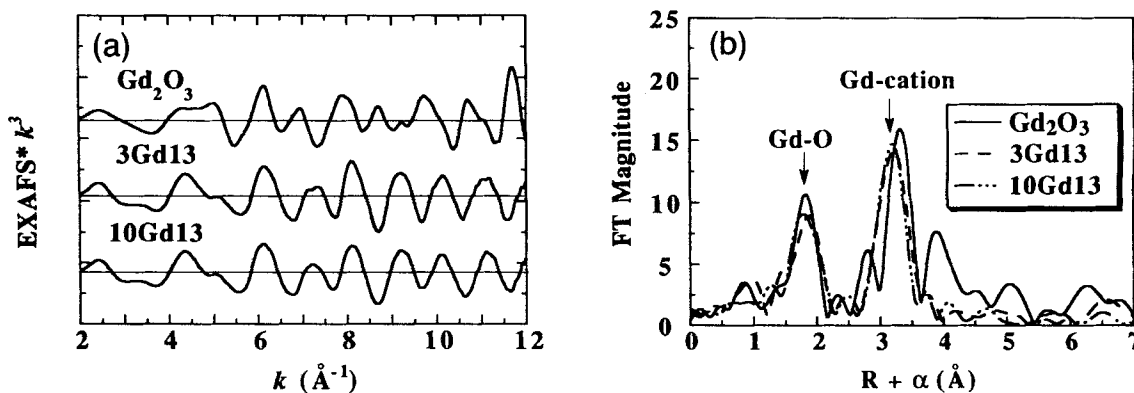 (a)
Gd₂O₃
3Gd13
10Gd13
EXAFS* k³
2 4 6 8 10 12
k (Å⁻¹)
(b)
25
20
15
10
5
0
FT Magnitude
Gd-cation
Gd-O
Gd₂O₃
3Gd13
10Gd13
0 1 2 3 4 5 6 7
R + α (Å)